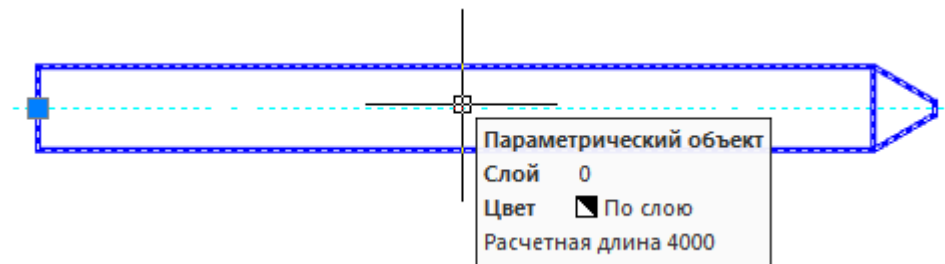 Параметрический объект
Слой 0
Цвет По слою
Расчетная длина 4000